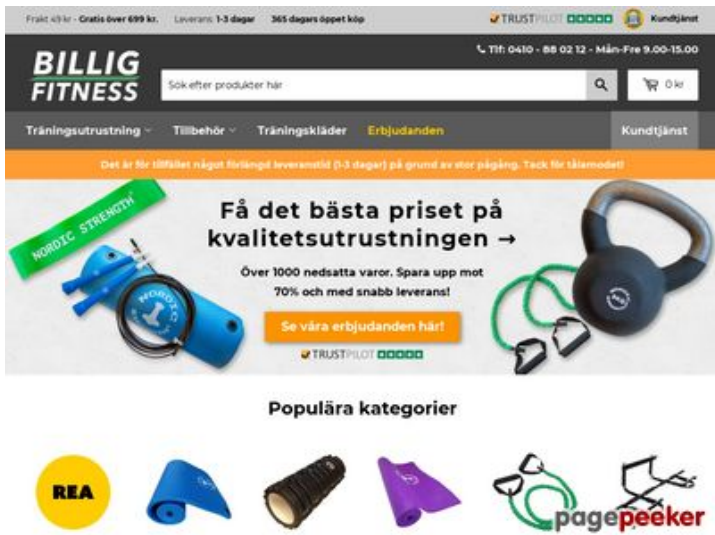 Frakt 49 kr - Gratis över 699 kr. Leverans 1-3 dagar 365 dagars öppet köp TRUSTPILOT Kundtjänst
Tlf: 0410 - 88 02 12 - Mån-Fre 9.00-15.00
BILLIG
FITNESS
Sök efter produkter här
0 kr
Träningsutrustning Tillbehör Träningskläder Erbjudanden Kundtjänst
Det är för tillfället något förlängd leveranstid (1-3 dagar) på grund av stor pågång. Tack för tålamodet!
NORDIC STRENGTH
NORDIC
Få det bästa priset på
kvalitetsutrustningen →
Över 1000 nedsatta varor. Spara upp mot
70% och med snabb leverans!
Se våra erbjudanden här!
TRUSTPILOT
Populära kategorier
REA
pagepeeker